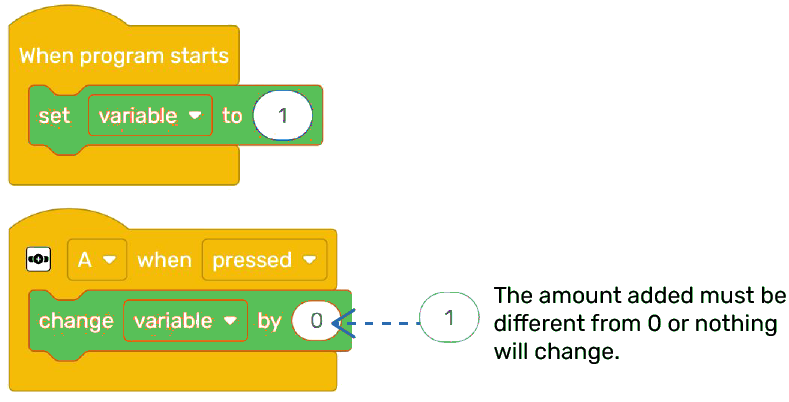 When program starts
set variable to 1
A when pressed
change variable by 0
1
The amount added must be
different from 0 or nothing
will change.